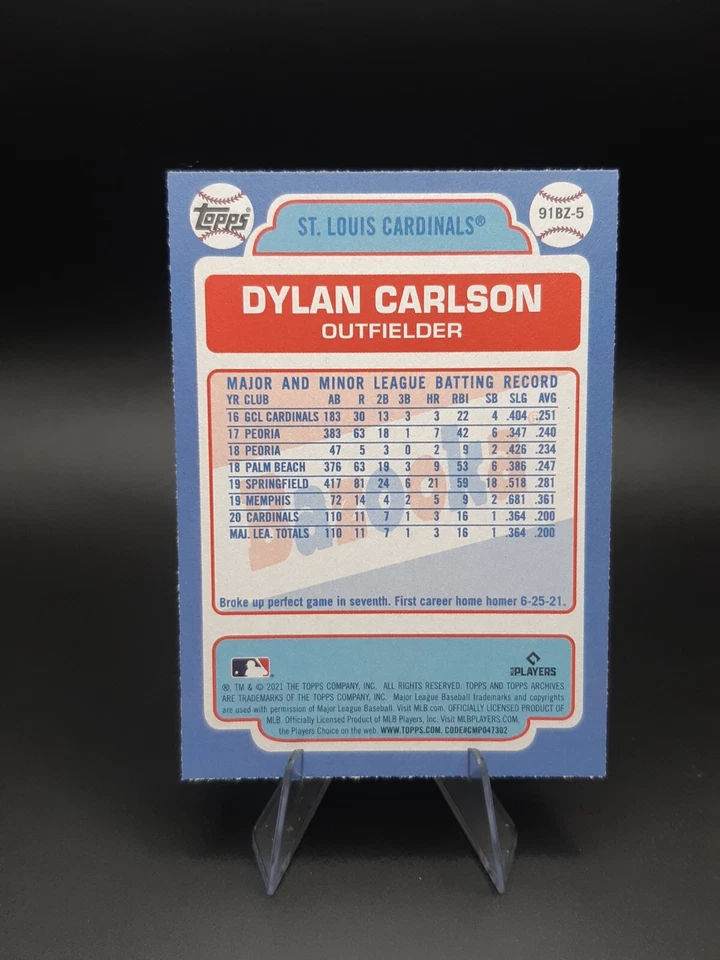 Topps®
ST. LOUIS CARDINALS®
91BZ-5
DYLAN CARLSON
OUTFIELDER
MAJOR AND MINOR LEAGUE BATTING RECORD
YR CLUB AB R 2B 3B HR RBI SB SLG AVG
16 GCL CARDINALS 183 30 13 3 3 22 4 .404 .251
17 PEORIA 383 63 18 1 7 42 6 .347 .240
18 PEORIA 47 5 3 0 2 9 2 .426 .234
18 PALM BEACH 376 63 19 3 9 53 6 .386 .247
19 SPRINGFIELD 417 81 24 6 21 59 18 .518 .281
19 MEMPHIS 72 14 4 2 5 9 2 .681 .361
20 CARDINALS 110 11 7 1 3 16 1 .364 .200
MAJ. LEA. TOTALS 110 11 7 1 3 16 1 .364 .200
Bazooka
Broke up perfect game in seventh. First career home homer 6-25-21.
MLB PLAYERS
®, TM & © 2021 THE TOPPS COMPANY, INC. ALL RIGHTS RESERVED. TOPPS AND TOPPS ARCHIVES
ARE TRADEMARKS OF THE TOPPS COMPANY, INC. Major League Baseball trademarks and copyrights
are used with permission of Major League Baseball. Visit MLB.com. OFFICIALLY LICENSED PRODUCT OF
MLB. Officially Licensed Product of MLB Players, Inc. Visit MLBPLAYERS.COM,
the Players Choice on the web. WWW.TOPPS.COM. CODE#CMP047302